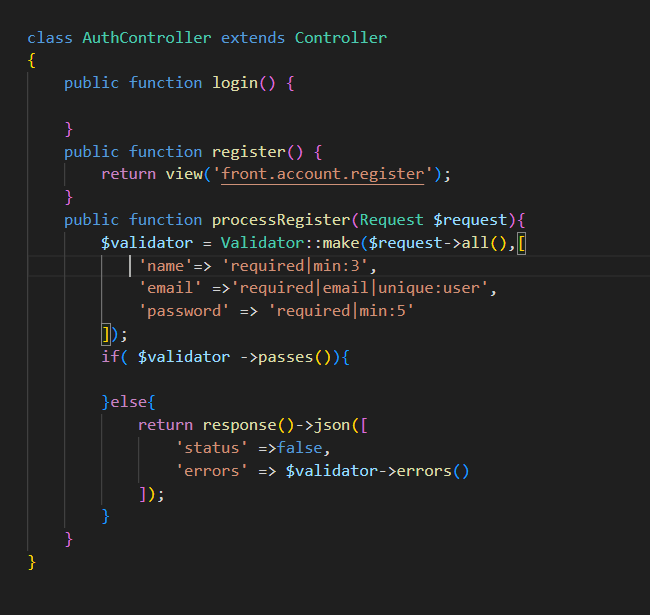 class AuthController extends Controller
{
public function login() {
}
public function register() {
return view('front.account.register');
}
public function processRegister(Request $request){
$validator = Validator::make($request->all(),[
'name'=> 'required|min:3',
'email' =>'required|email|unique:user',
'password' => 'required|min:5'
]);
if( $validator ->passes()){
}else{
return response()->json([
'status' =>false,
'errors' => $validator->errors()
]);
}
}
}